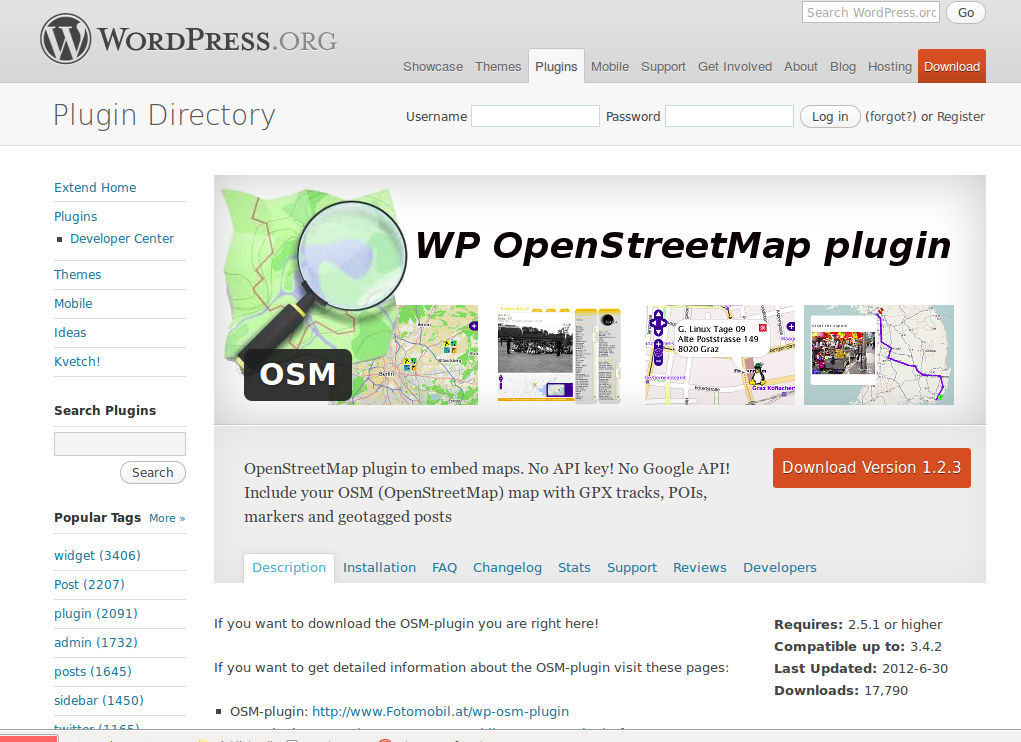 Search WordPress.org
Go
WORDPRESS.ORG
Showcase Themes Plugins Mobile Support Get Involved About Blog Hosting Download
Plugin Directory
Username Password Log in (forgot?) or Register
Extend Home
Plugins
Developer Center
Themes
Mobile
Ideas
Kvetch!
Search Plugins
Search
Popular Tags More »
widget (3406)
Post (2207)
plugin (2091)
admin (1732)
posts (1645)
sidebar (1450)
twitter (1165)
WP OpenStreetMap plugin
G. Linux Tage 09
Alte Poststrasse 149
8020 Graz
Berlin
Graz Köflacher
OSM
OpenStreetMap plugin to embed maps. No API key! No Google API!
Include your OSM (OpenStreetMap) map with GPX tracks, POIs,
markers and geotagged posts
Download Version 1.2.3
Description Installation FAQ Changelog Stats Support Reviews Developers
If you want to download the OSM-plugin you are right here!
If you want to get detailed information about the OSM-plugin visit these pages:
OSM-plugin: http://www.Fotomobil.at/wp-osm-plugin
Requires: 2.5.1 or higher
Compatible up to: 3.4.2
Last Updated: 2012-6-30
Downloads: 17,790